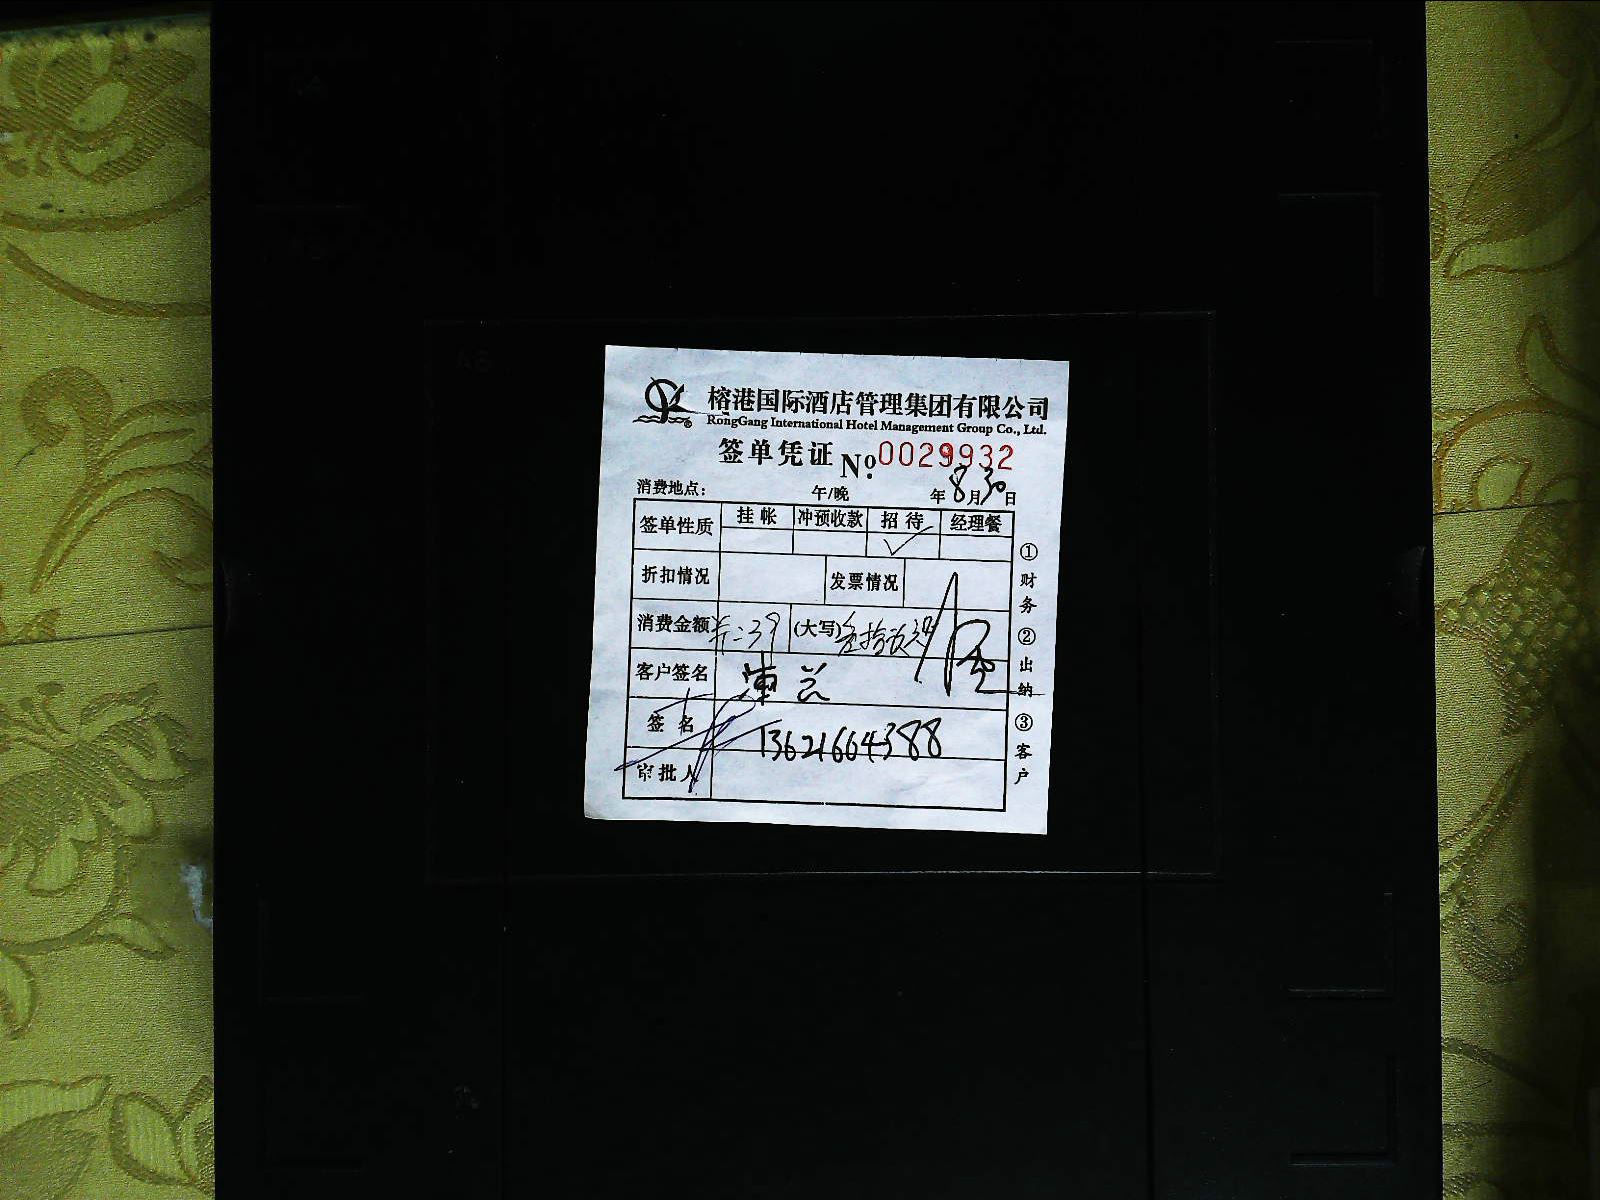 榕港国际酒店管理集团有限公司
RongGang International Hotel Management Group Co., Ltd.
签单凭证 Nº 0029932
消费地点: 午/晚 年8月30日
签单性质 挂帐 冲预收款 招待 经理餐
✓
折扣情况 发票情况
消费金额 39 (大写)
客户签名
签名 13621664388
审批人
①财务 ②出纳 ③客户